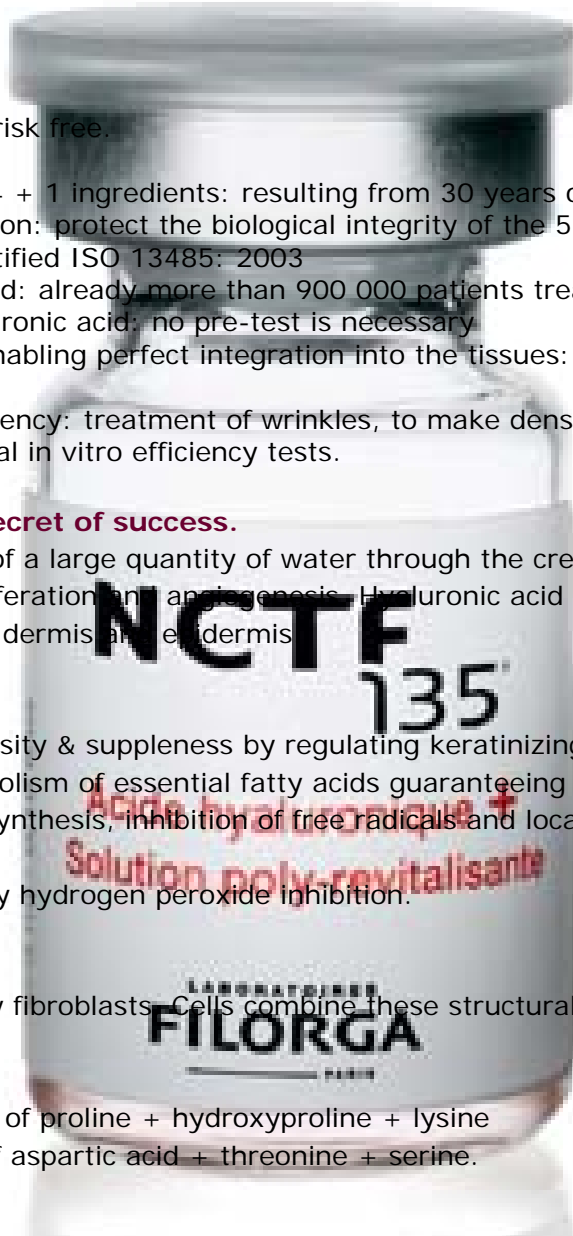 risk free.
+ 1 ingredients: resulting from 30 years
on: protect the biological integrity of the 5
tified ISO 13485: 2003
d: already more than 900 000 patients
ronic acid: no pre-test is necessary
nabling perfect integration into the tissues:
ency: treatment of wrinkles, to make dens
al in vitro efficiency tests.
ecret of success.
of a large quantity of water through the cre
feration and angiogenesis. Hyaluronic acid
dermis and epidermis
NCTF
135
sity & suppleness by regulating keratinizing
olism of essential fatty acids guaranteeing
Acide hyaluronique +
ynthesis, inhibition of free radicals and loca
Solution poly-revitalisante
y hydrogen peroxide inhibition.
LABORATOIRES
y fibroblasts. Cells combine these structural
FILORGA
PARIS
of proline + hydroxyproline + lysine
f aspartic acid + threonine + serine.